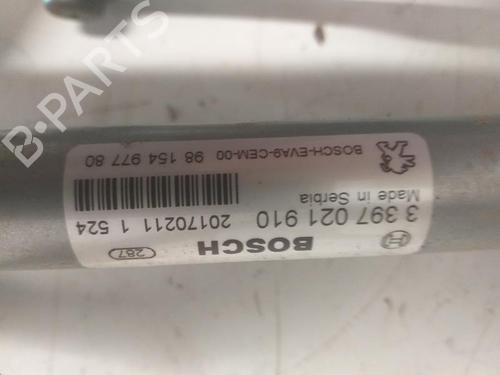 BOSCH
287
3 397 021 910
20170211 1 524
Made in Serbia
98 154 977 80
BOSCH-EVA9-CEM-00
B-PARTS